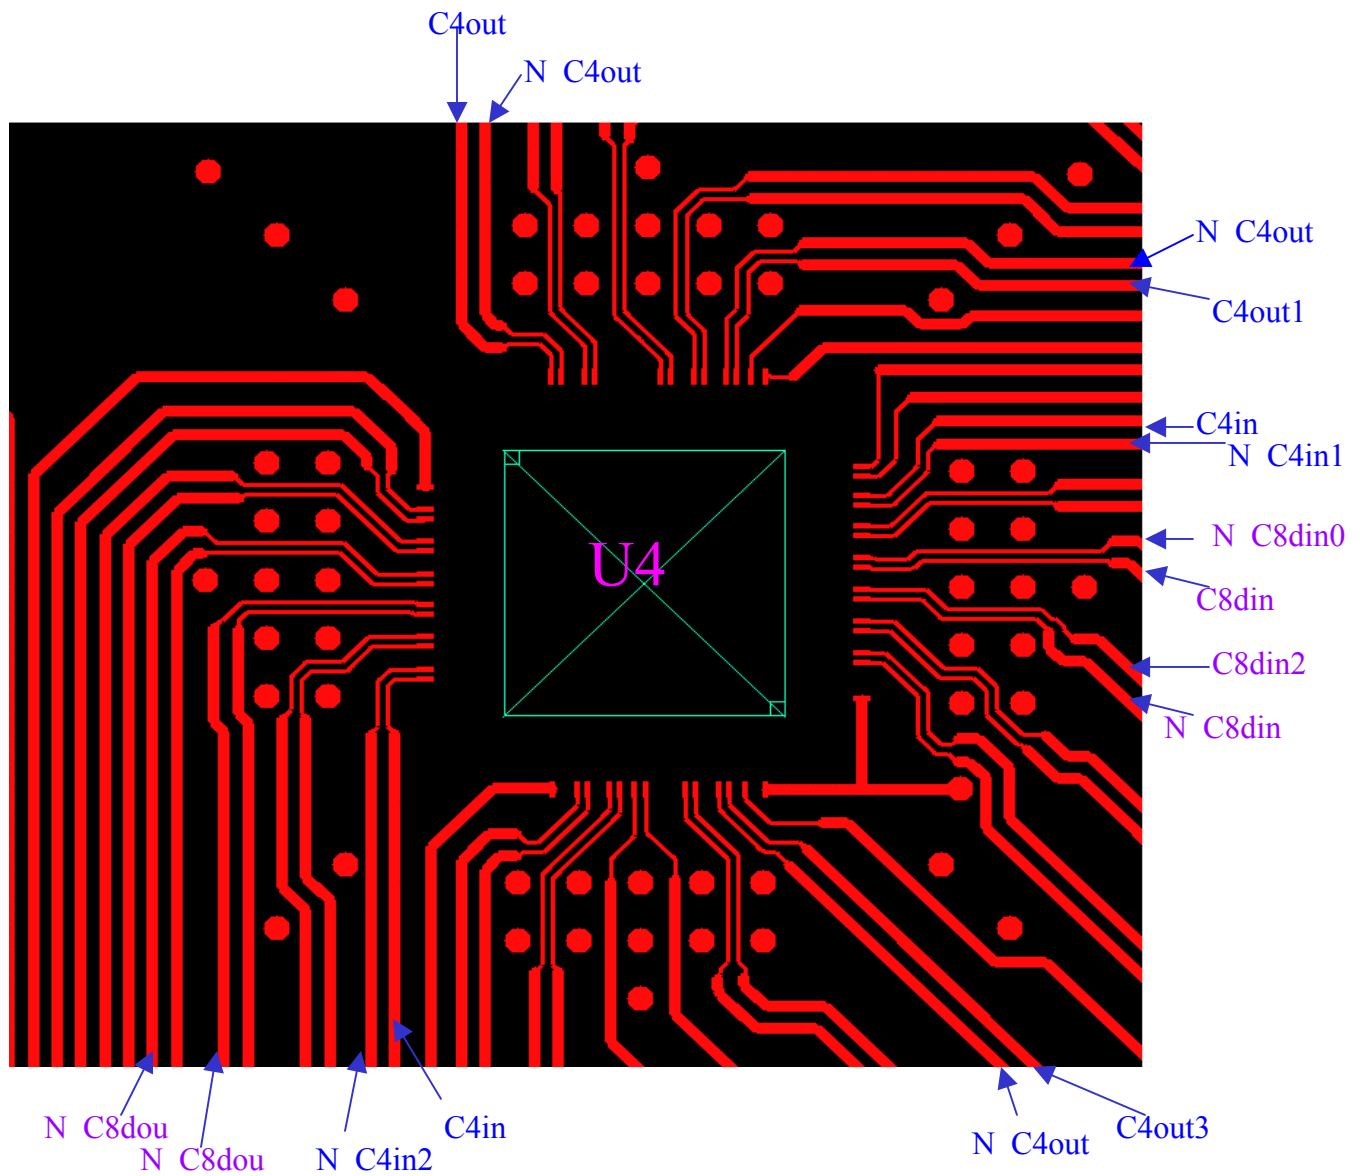 C4out
N C4out
N C4out
C4out1
C4in
N C4in1
N C8din0
U4
C8din
C8din2
N C8din
N C8dou
N C8dou
N C4in2
C4in
N C4out
C4out3